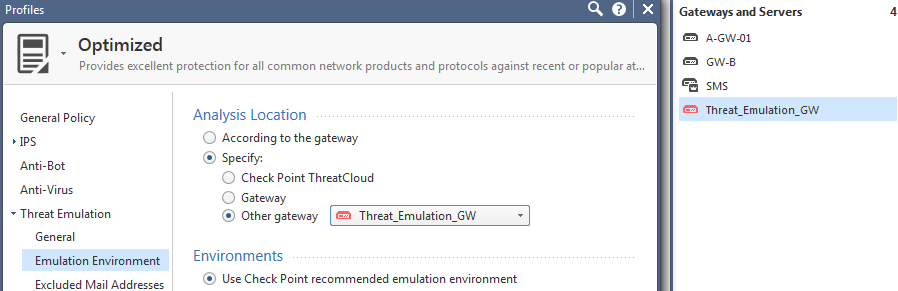 Profiles
Optimized
Provides excellent protection for all common network products and protocols against recent or popular at...
General Policy
IPS
Anti-Bot
Anti-Virus
Threat Emulation
General
Emulation Environment
Excluded Mail Addresses
Analysis Location
According to the gateway
Specify:
Check Point ThreatCloud
Gateway
Other gateway Threat_Emulation_GW
Environments
Use Check Point recommended emulation environment
Gateways and Servers 4
A-GW-01
GW-B
SMS
Threat_Emulation_GW